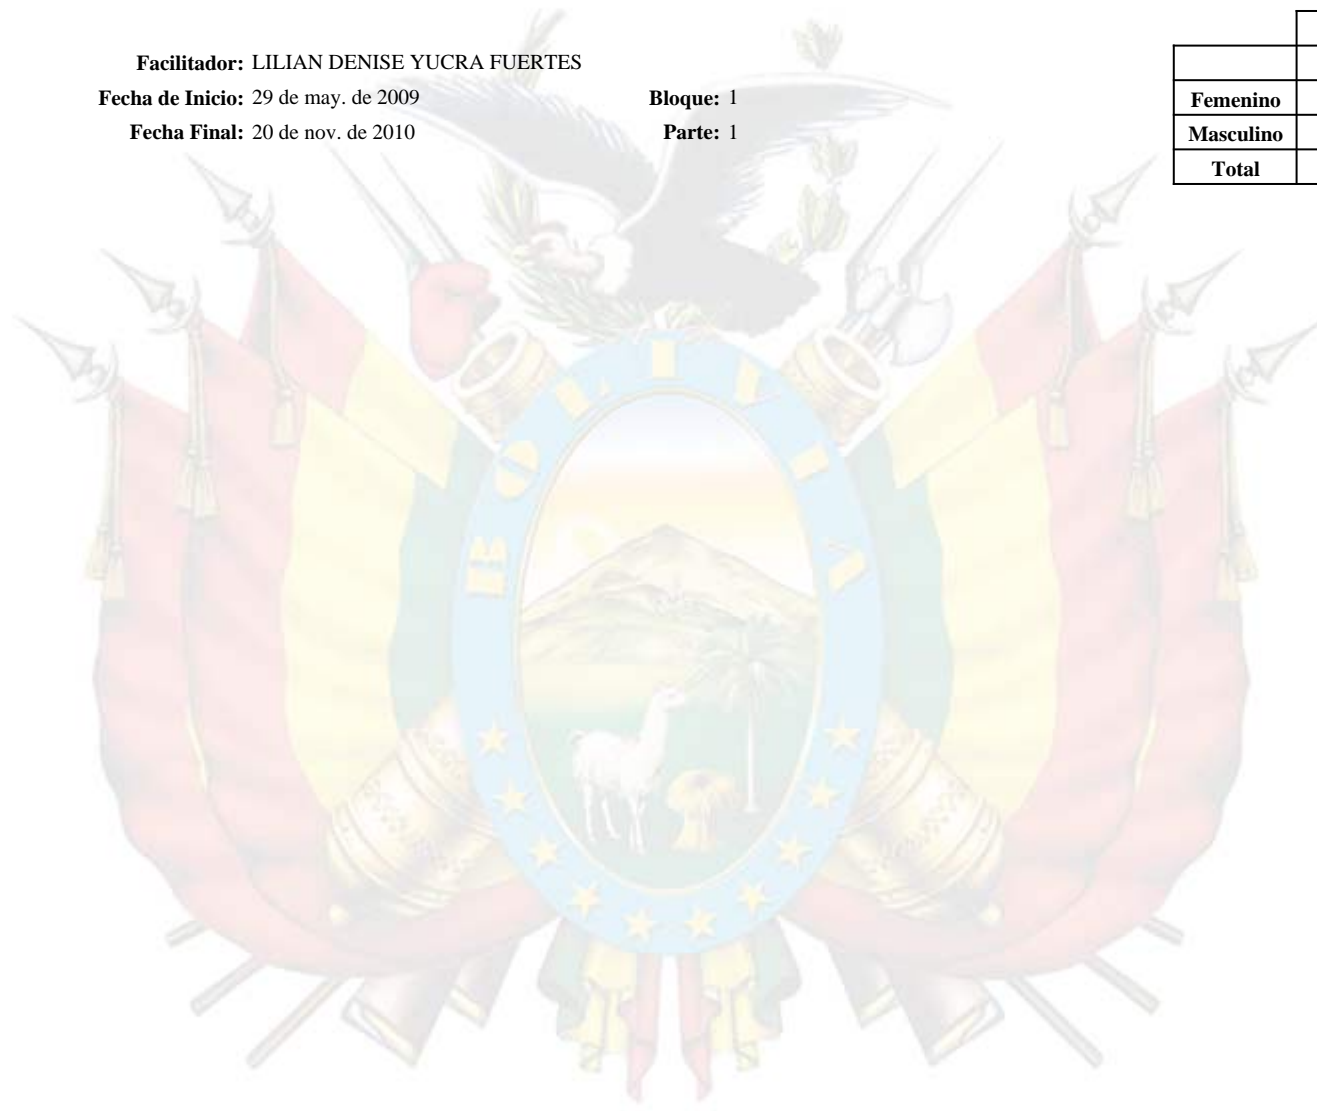 Facilitador: LILIAN DENISE YUCRA FUERTES
Fecha de Inicio: 29 de may. de 2009 Bloque: 1
Fecha Final: 20 de nov. de 2010 Parte: 1
Femenino
Masculino
Total
BOLIVIA